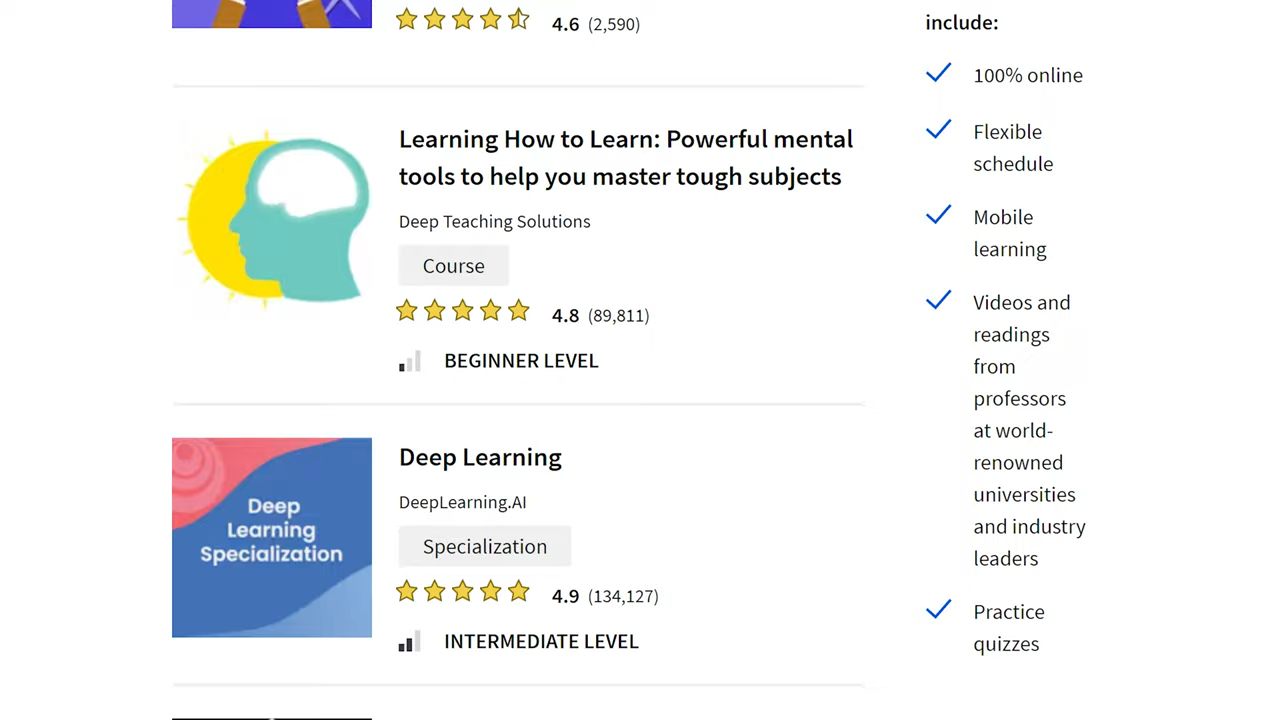 4.6 (2,590)
Learning How to Learn: Powerful mental
tools to help you master tough subjects
Deep Teaching Solutions
Course
4.8 (89,811)
BEGINNER LEVEL
Deep
Learning
Specialization
Deep Learning
DeepLearning.AI
Specialization
4.9 (134,127)
INTERMEDIATE LEVEL
include:
100% online
Flexible
schedule
Mobile
learning
Videos and
readings
from
professors
at world-
renowned
universities
and industry
leaders
Practice
quizzes